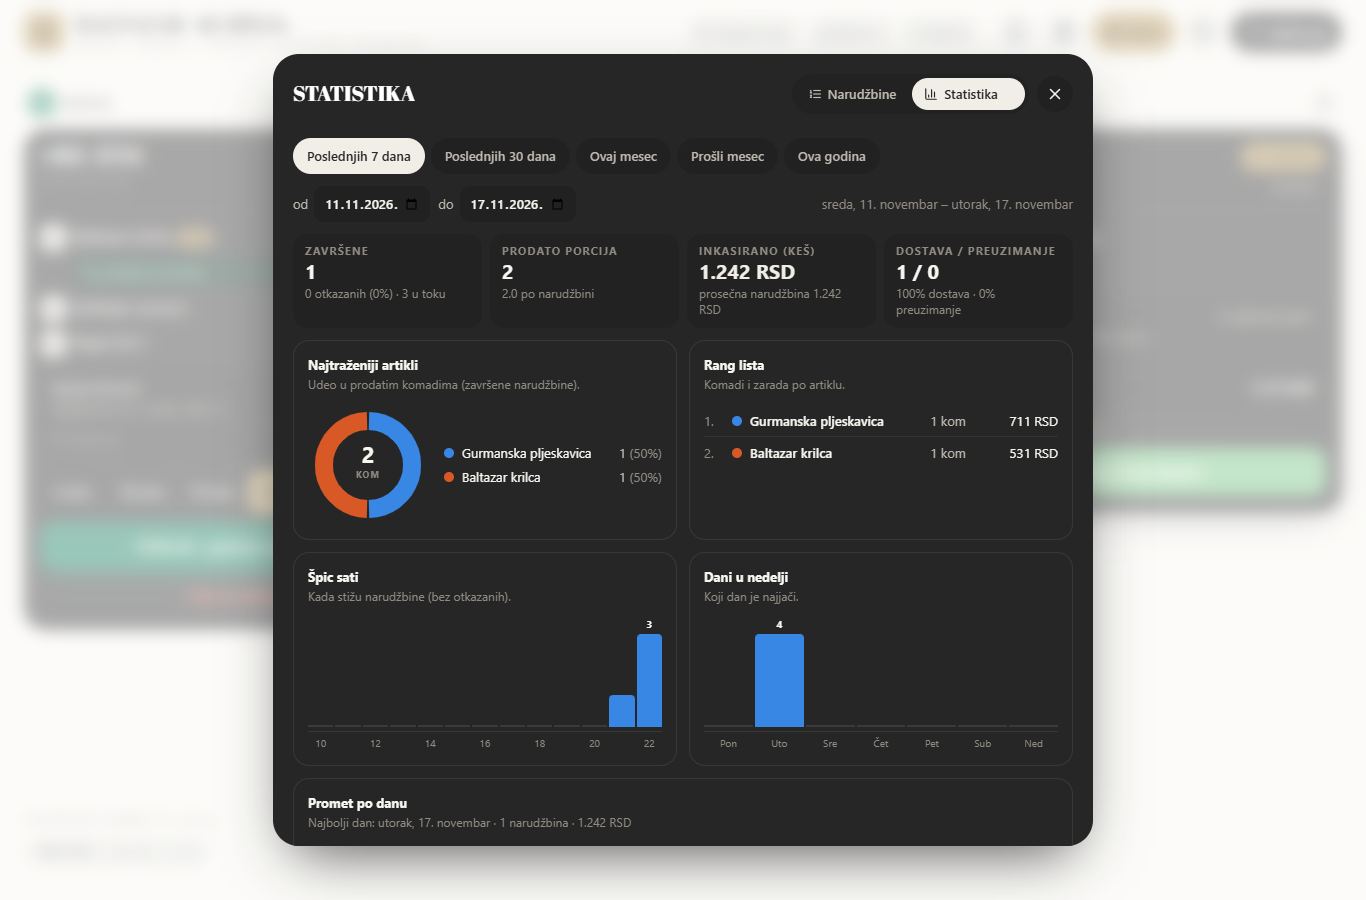 STATISTIKA
Narudžbine
Statistika
Poslednjih 7 dana
Poslednjih 30 dana
Ovaj mesec
Prošli mesec
Ova godina
od 11.11.2026. do 17.11.2026.
sreda, 11. novembar – utorak, 17. novembar
ZAVRŠENE
1
0 otkazanih (0%) · 3 u toku
PRODATO PORCIJA
2
2.0 po narudžbini
INKASIRANO (KEŠ)
1.242 RSD
prosečna narudžbina 1.242
RSD
DOSTAVA / PREUZIMANJE
1 / 0
100% dostava · 0%
preuzimanje
Najtraženiji artikli
Udeo u prodatim komadima (završene narudžbine).
2
KOM
Gurmanska pljeskavica 1 (50%)
Baltazar krilca 1 (50%)
Rang lista
Komadi i zarada po artiklu.
1. Gurmanska pljeskavica 1 kom 711 RSD
2. Baltazar krilca 1 kom 531 RSD
Špic sati
Kada stižu narudžbine (bez otkazanih).
3
10 12 14 16 18 20 22
Dani u nedelji
Koji dan je najjači.
4
Pon Uto Sre Čet Pet Sub Ned
Promet po danu
Najbolji dan: utorak, 17. novembar · 1 narudžbina · 1.242 RSD